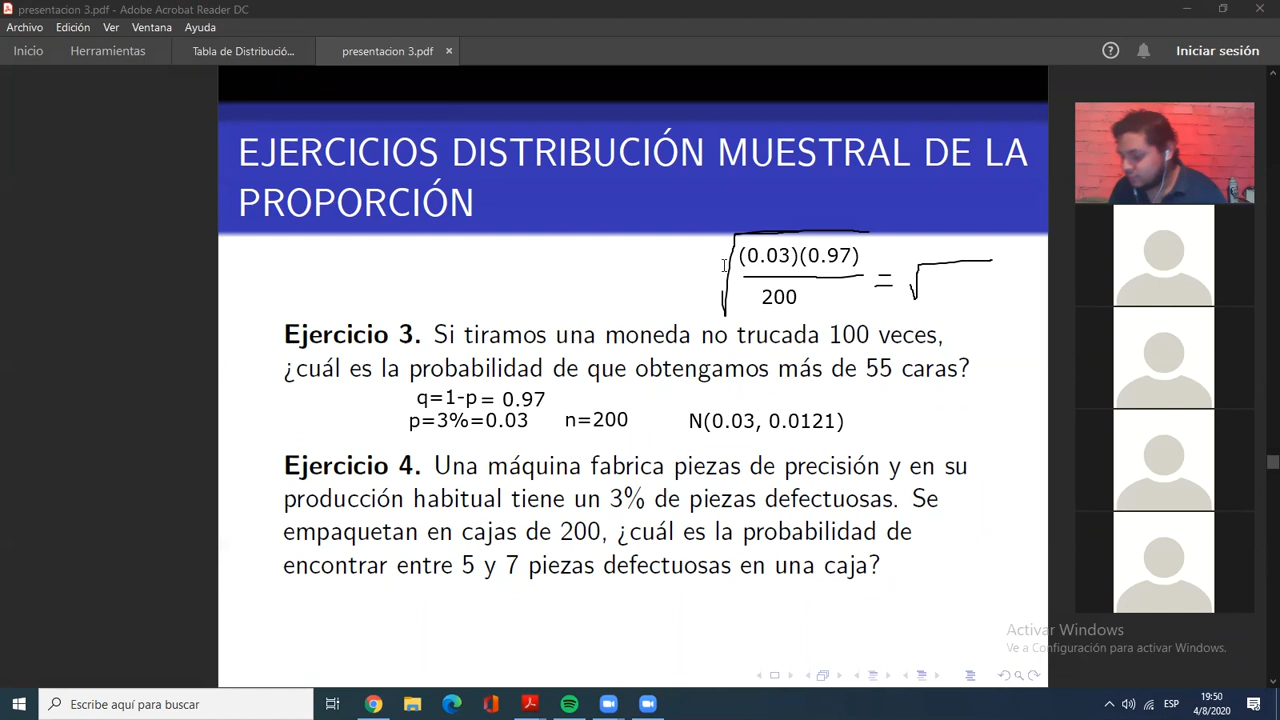 presentacion 3.pdf - Adobe Acrobat Reader DC
Archivo Edición Ver Ventana Ayuda
Inicio Herramientas Tabla de Distribució... presentacion 3.pdf × Iniciar sesión
EJERCICIOS DISTRIBUCIÓN MUESTRAL DE LA
PROPORCIÓN
(0.03)(0.97)
200
= √
Ejercicio 3. Si tiramos una moneda no trucada 100 veces,
¿cuál es la probabilidad de que obtengamos más de 55 caras?
q=1-p = 0.97
p=3%=0.03 n=200 N(0.03, 0.0121)
Ejercicio 4. Una máquina fabrica piezas de precisión y en su
producción habitual tiene un 3% de piezas defectuosas. Se
empaquetan en cajas de 200, ¿cuál es la probabilidad de
encontrar entre 5 y 7 piezas defectuosas en una caja?
Activar Windows
Ve a Configuración para activar Windows.
Escribe aquí para buscar
ESP
19:50
4/8/2020